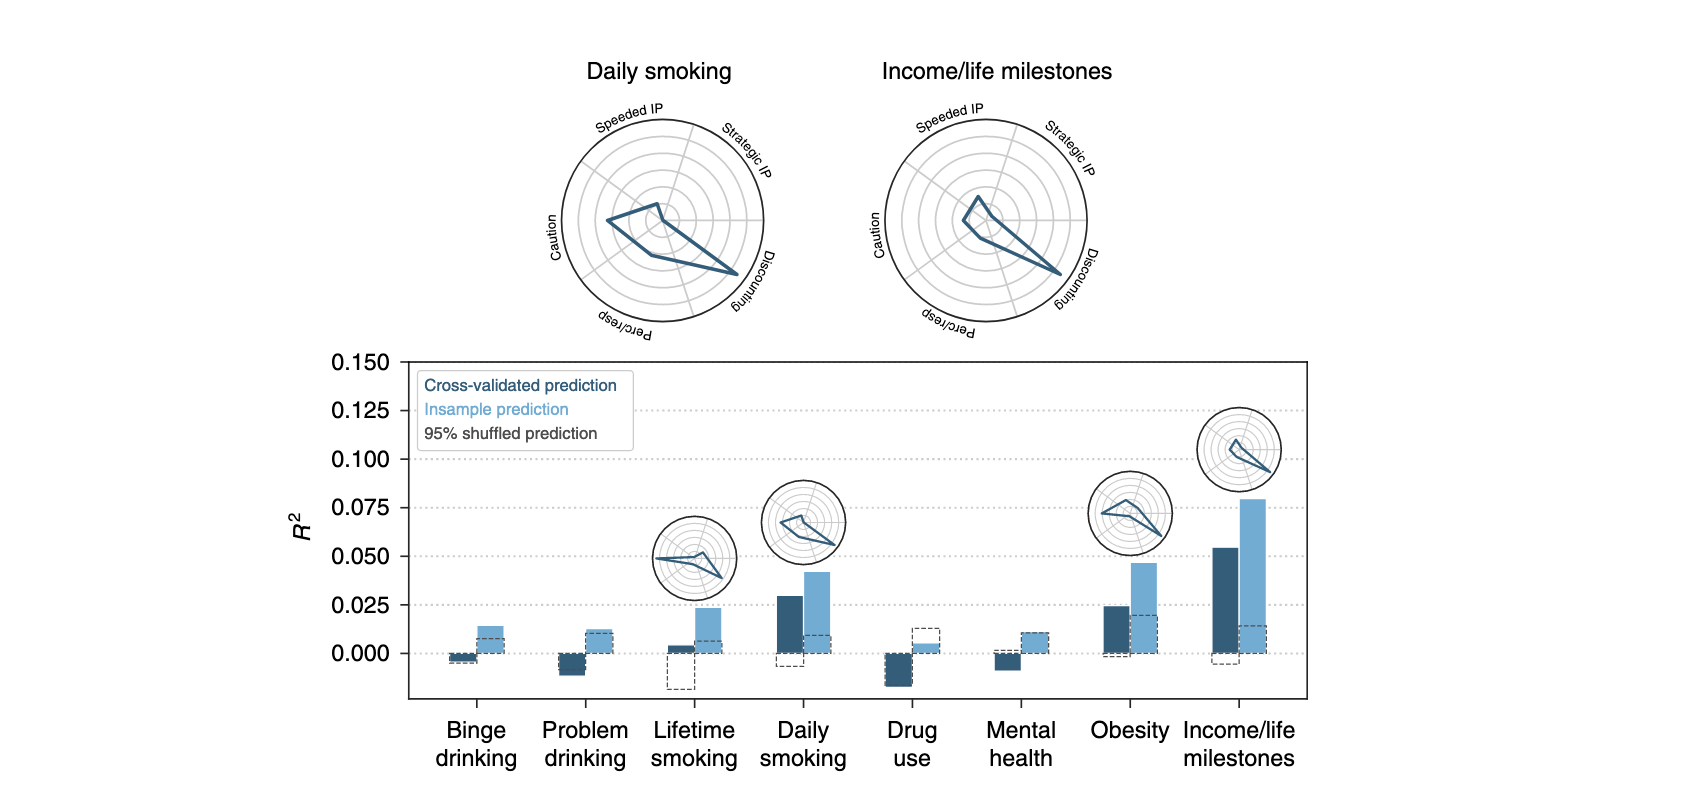 Daily smoking
Income/life milestones
Speeded IP
Strategic IP
Caution
Discounting
Perc/resp
Speeded IP
Strategic IP
Caution
Discounting
Perc/resp
0.150
0.125
0.100
0.075
0.050
0.025
0.000
R²
Cross-validated prediction
Insample prediction
95% shuffled prediction
Binge
drinking
Problem
drinking
Lifetime
smoking
Daily
smoking
Drug
use
Mental
health
Obesity
Income/life
milestones